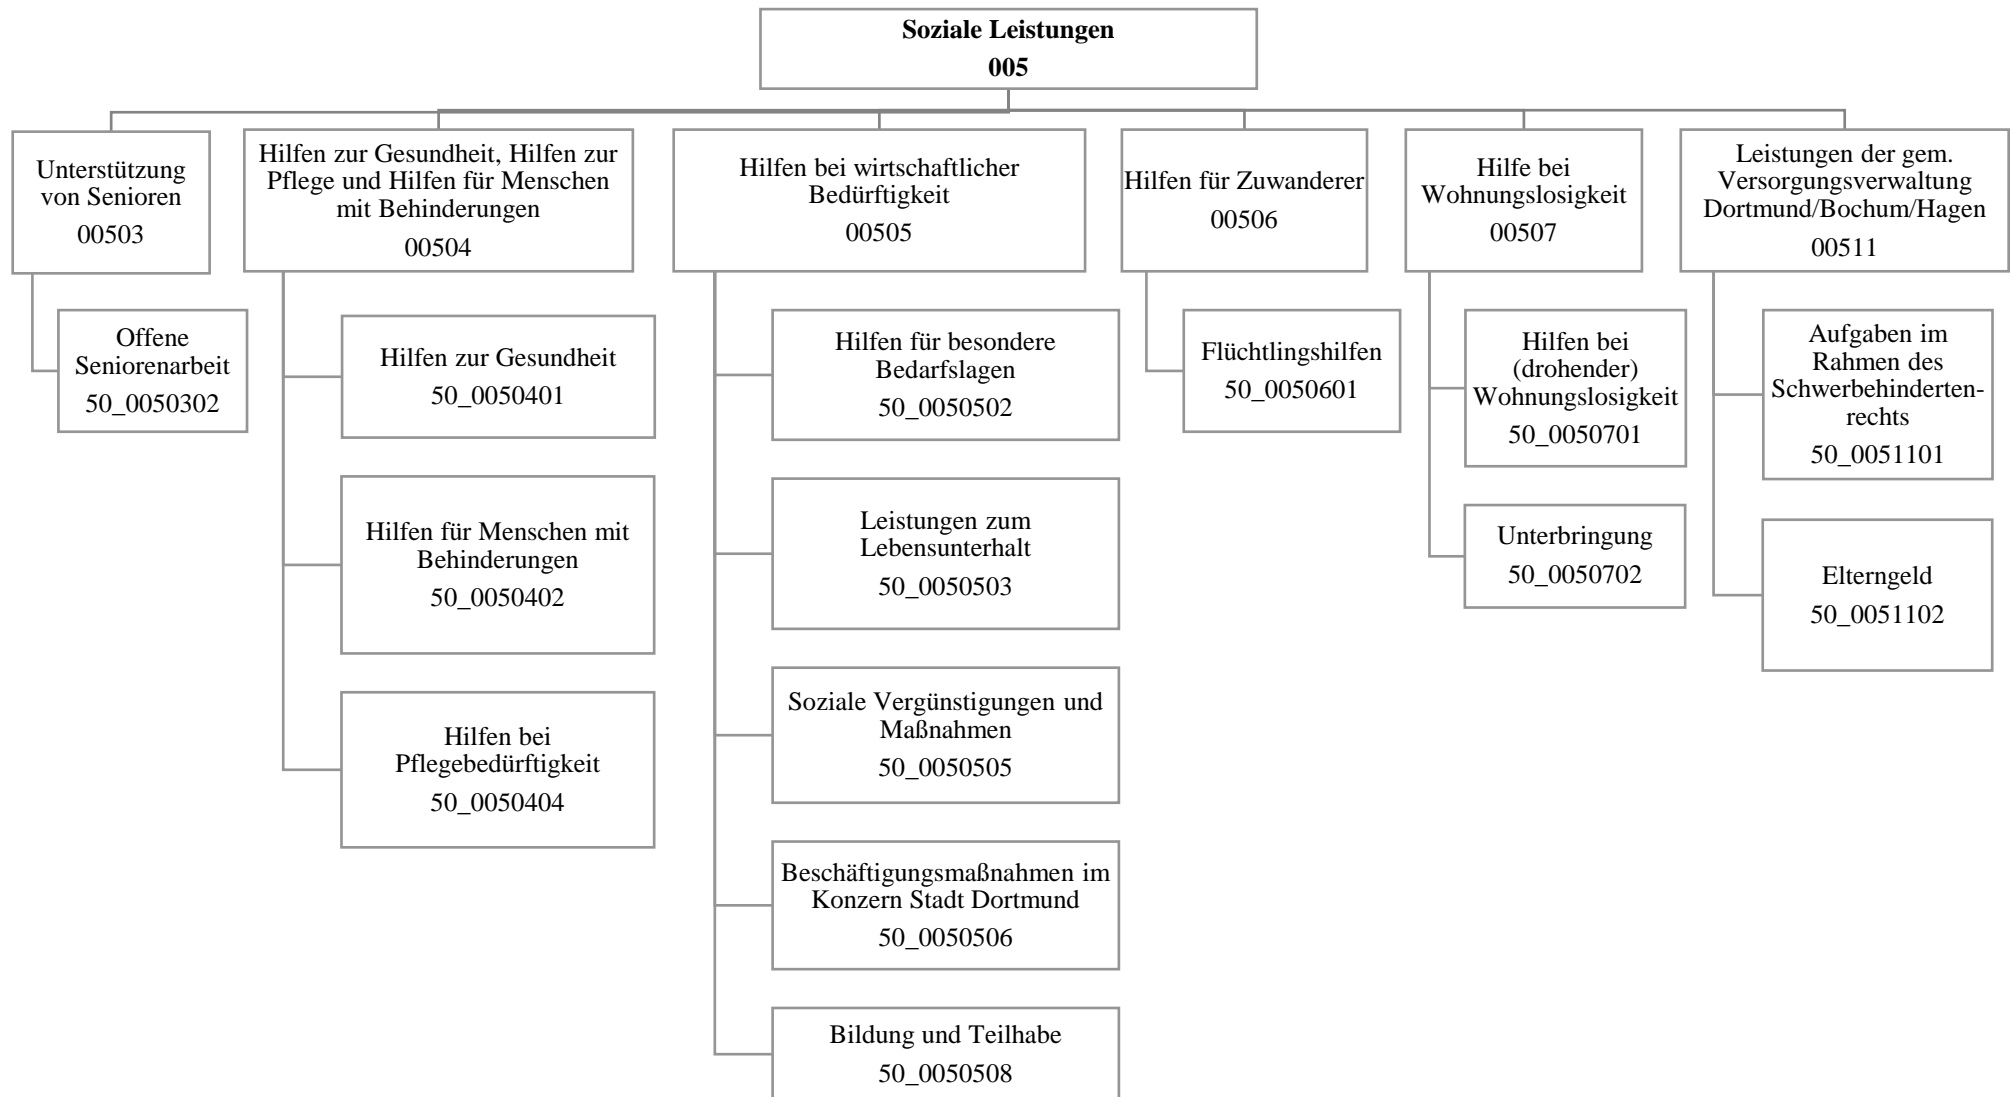 Soziale Leistungen
005
Unterstützung
von Senioren
00503
Offene
Seniorenarbeit
50_0050302
Hilfen zur Gesundheit, Hilfen zur
Pflege und Hilfen für Menschen
mit Behinderungen
00504
Hilfen zur Gesundheit
50_0050401
Hilfen für Menschen mit
Behinderungen
50_0050402
Hilfen bei
Pflegebedürftigkeit
50_0050404
Hilfen bei wirtschaftlicher
Bedürftigkeit
00505
Hilfen für besondere
Bedarfslagen
50_0050502
Leistungen zum
Lebensunterhalt
50_0050503
Soziale Vergünstigungen und
Maßnahmen
50_0050505
Beschäftigungsmaßnahmen im
Konzern Stadt Dortmund
50_0050506
Bildung und Teilhabe
50_0050508
Hilfen für Zuwanderer
00506
Flüchtlingshilfen
50_0050601
Hilfe bei
Wohnungslosigkeit
00507
Hilfen bei
(drohender)
Wohnungslosigkeit
50_0050701
Unterbringung
50_0050702
Leistungen der gem.
Versorgungsverwaltung
Dortmund/Bochum/Hagen
00511
Aufgaben im
Rahmen des
Schwerbehinderten-
rechts
50_0051101
Elterngeld
50_0051102